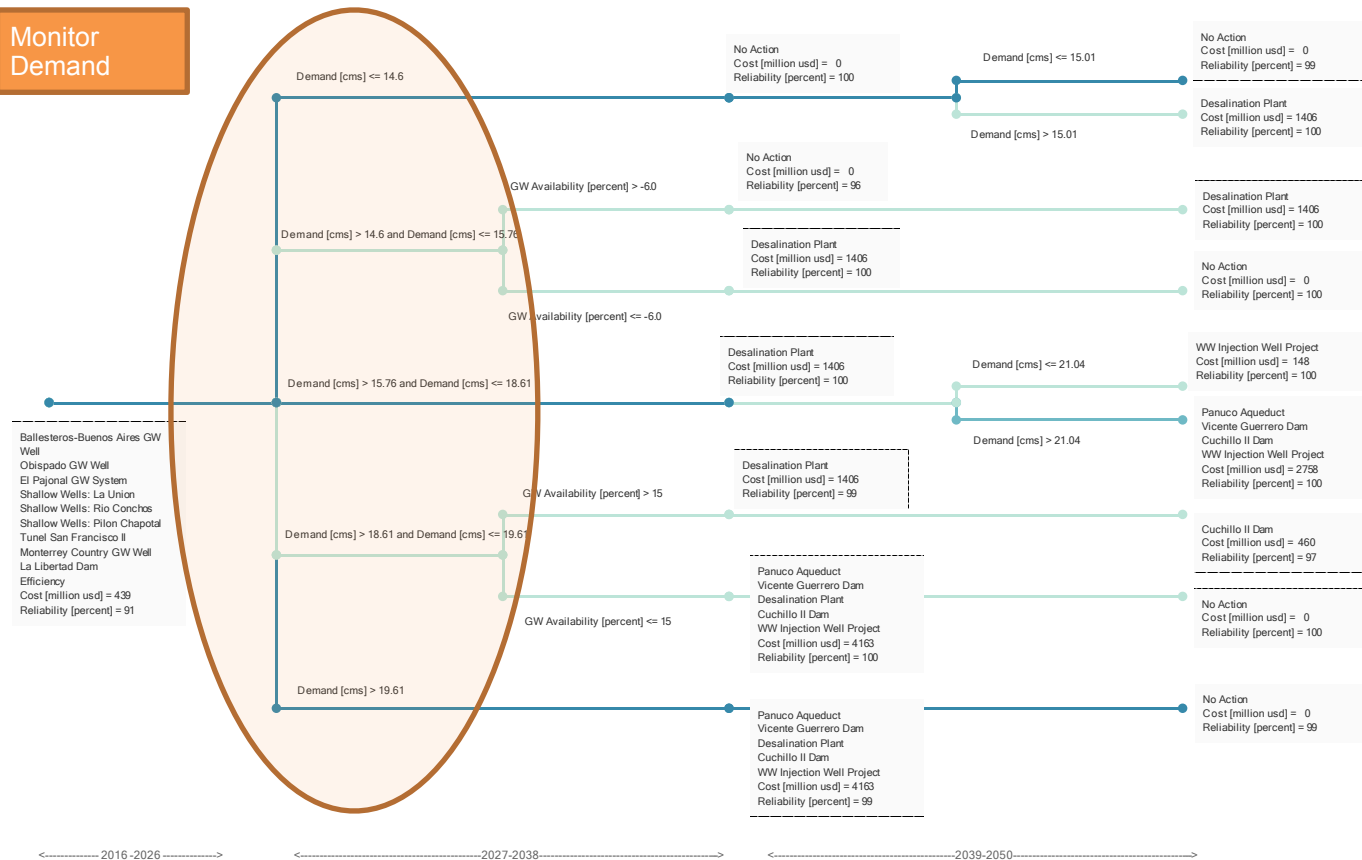 Monitor
Demand
Demand [cms] <= 14.6
No Action
Cost [million usd] = 0
Reliability [percent] = 100
Demand [cms] <= 15.01
No Action
Cost [million usd] = 0
Reliability [percent] = 99
Demand [cms] > 15.01
Desalination Plant
Cost [million usd] = 1406
Reliability [percent] = 100
Demand [cms] > 14.6 and Demand [cms] <= 15.76
GW Availability [percent] > -6.0
No Action
Cost [million usd] = 0
Reliability [percent] = 96
Desalination Plant
Cost [million usd] = 1406
Reliability [percent] = 100
GW Availability [percent] <= -6.0
Desalination Plant
Cost [million usd] = 1406
Reliability [percent] = 100
No Action
Cost [million usd] = 0
Reliability [percent] = 100
Demand [cms] > 15.76 and Demand [cms] <= 18.61
Desalination Plant
Cost [million usd] = 1406
Reliability [percent] = 100
Demand [cms] <= 21.04
WW Injection Well Project
Cost [million usd] = 148
Reliability [percent] = 100
Demand [cms] > 21.04
Panuco Aqueduct
Vicente Guerrero Dam
Cuchillo II Dam
WW Injection Well Project
Cost [million usd] = 2758
Reliability [percent] = 100
Ballesteros-Buenos Aires GW
Well
Obispado GW Well
El Pajonal GW System
Shallow Wells: La Union
Shallow Wells: Rio Conchos
Shallow Wells: Pilon Chapotal
Tunel San Francisco II
Monterrey Country GW Well
La Libertad Dam
Efficiency
Cost [million usd] = 439
Reliability [percent] = 91
Demand [cms] > 18.61 and Demand [cms] <= 19.61
GW Availability [percent] > 15
Desalination Plant
Cost [million usd] = 1406
Reliability [percent] = 99
Cuchillo II Dam
Cost [million usd] = 460
Reliability [percent] = 97
GW Availability [percent] <= 15
Panuco Aqueduct
Vicente Guerrero Dam
Desalination Plant
Cuchillo II Dam
WW Injection Well Project
Cost [million usd] = 4163
Reliability [percent] = 100
No Action
Cost [million usd] = 0
Reliability [percent] = 100
Demand [cms] > 19.61
Panuco Aqueduct
Vicente Guerrero Dam
Desalination Plant
Cuchillo II Dam
WW Injection Well Project
Cost [million usd] = 4163
Reliability [percent] = 99
No Action
Cost [million usd] = 0
Reliability [percent] = 99
<-------------- 2016-2026 -------------->
<---------------------------------------------2027-2038--------------------------------------------->
<---------------------------------------------2039-2050--------------------------------------------->